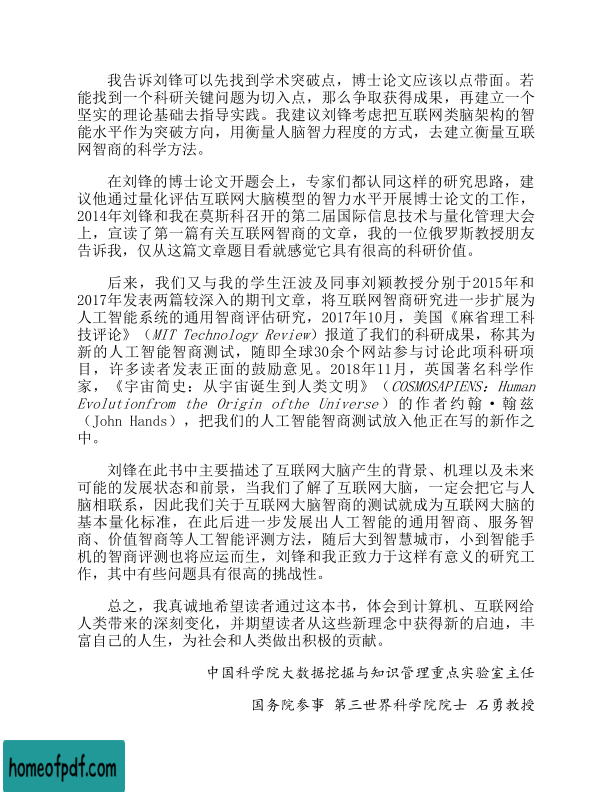 我告诉刘锋可以先找到学术突破点，博士论文应该以点带面。若
能找到一个科研关键问题为切入点，那么争取获得成果，再建立一个
坚实的理论基础去指导实践。我建议刘锋考虑把互联网类脑架构的智
能水平作为突破方向，用衡量人脑智力程度的方式，去建立衡量互联
网智商的科学方法。
在刘锋的博士论文开题会上，专家们都认同这样的研究思路，建
议他通过量化评估互联网大脑模型的智力水平开展博士论文的工作，
2014年刘锋和我在莫斯科召开的第二届国际信息技术与量化管理大会
上，宣读了第一篇有关互联网智商的文章，我的一位俄罗斯教授朋友
告诉我，仅从这篇文章题目看就感觉它具有很高的科研价值。
后来，我们又与我的学生汪波及同事刘颖教授分别于2015年和
2017年发表两篇较深入的期刊文章，将互联网智商研究进一步扩展为
人工智能系统的通用智商评估研究，2017年10月，美国《麻省理工科
技评论》（MIT Technology Review）报道了我们的科研成果，称其为
新的人工智能智商测试，随即全球30余个网站参与讨论此项科研项
目，许多读者发表正面的鼓励意见。2018年11月，英国著名科学作
家，《宇宙简史：从宇宙诞生到人类文明》（COSMOSAPIENS：Human
Evolutionfrom the Origin ofthe Universe）的作者约翰·翰兹
（John Hands），把我们的人工智能智商测试放入他正在写的新作之
中。
刘锋在此书中主要描述了互联网大脑产生的背景、机理以及未来
可能的发展状态和前景，当我们了解了互联网大脑，一定会把它与人
脑相联系，因此我们关于互联网大脑智商的测试就成为互联网大脑的
基本量化标准，在此后进一步发展出人工智能的通用智商、服务智
商、价值智商等人工智能评测方法，随后大到智慧城市，小到智能手
机的智商评测也将应运而生，刘锋和我正致力于这样有意义的研究工
作，其中有些问题具有很高的挑战性。
总之，我真诚地希望读者通过这本书，体会到计算机、互联网给
人类带来的深刻变化，并期望读者从这些新理念中获得新的启迪，丰
富自己的人生，为社会和人类做出积极的贡献。
中国科学院大数据挖掘与知识管理重点实验室主任
国务院参事 第三世界科学院院士 石勇教授
homeofpdf.com